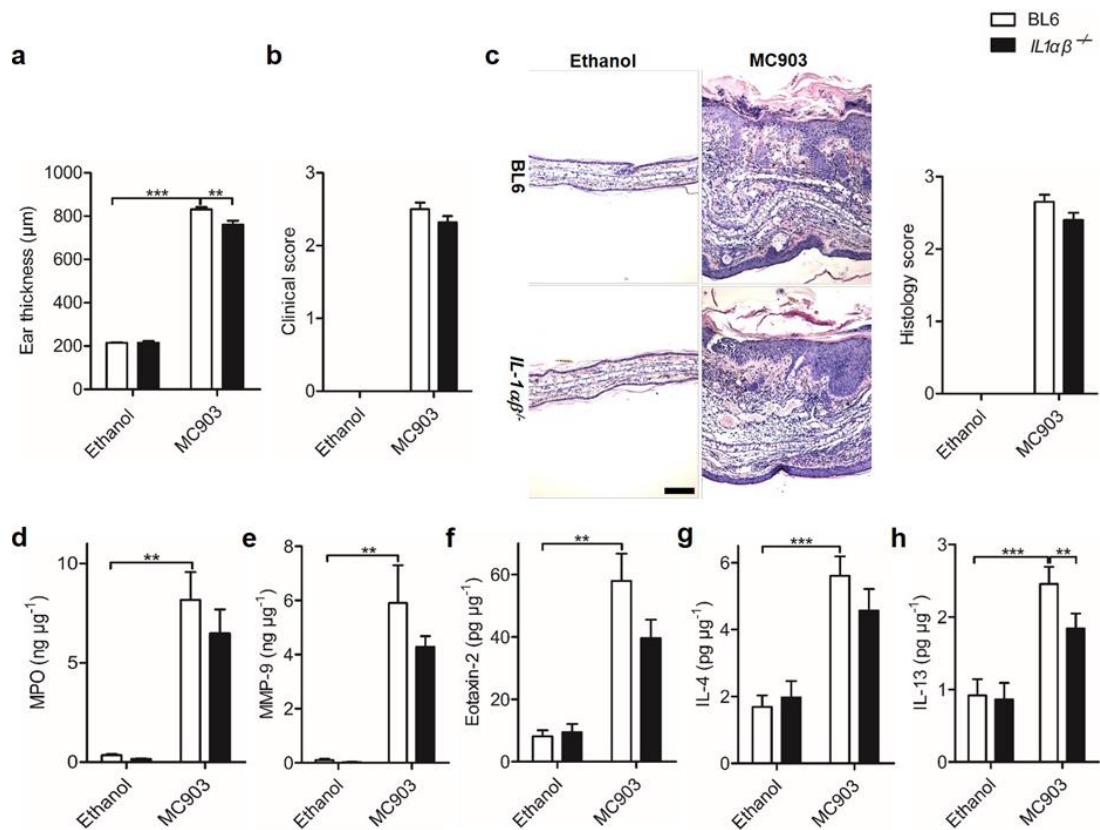 BL6
IL1αβ⁻/⁻
a
b
c
Ethanol
MC903
BL6
IL-1αβ⁻/⁻
Ear thickness (µm)
1000
800
600
400
200
0
***
**
Ethanol
MC903
Clinical score
3
2
1
0
Ethanol
MC903
Histology score
3
2
1
0
Ethanol
MC903
d
MPO (ng µg⁻¹)
10
5
0
**
Ethanol
MC903
e
MMP-9 (ng µg⁻¹)
8
6
4
2
0
**
Ethanol
MC903
f
Eotaxin-2 (pg µg⁻¹)
60
40
20
0
**
Ethanol
MC903
g
IL-4 (pg µg⁻¹)
6
4
2
0
***
Ethanol
MC903
h
IL-13 (pg µg⁻¹)
3
2
1
0
***
**
Ethanol
MC903